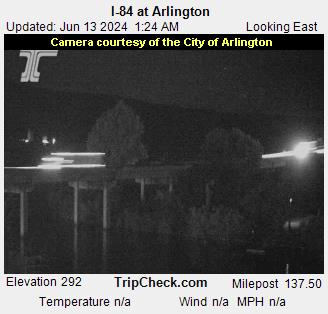 I-84 at Arlington
Updated: Jun 13 2024 1:24 AM Looking East
Camera courtesy of the City of Arlington
Elevation 292 TripCheck.com Milepost 137.50
Temperature n/a Wind n/a MPH n/a